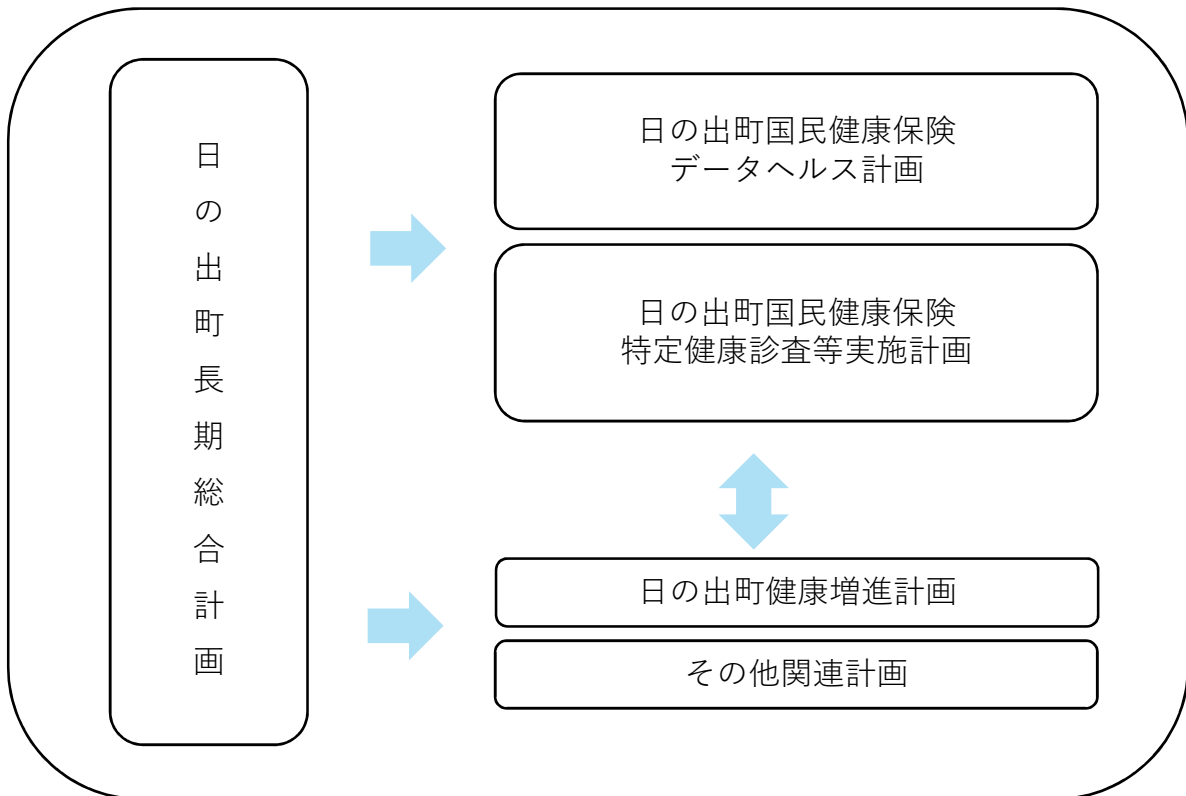 日の出町長期総合計画
日の出町国民健康保険
データヘルス計画
日の出町国民健康保険
特定健康診査等実施計画
日の出町健康増進計画
その他関連計画